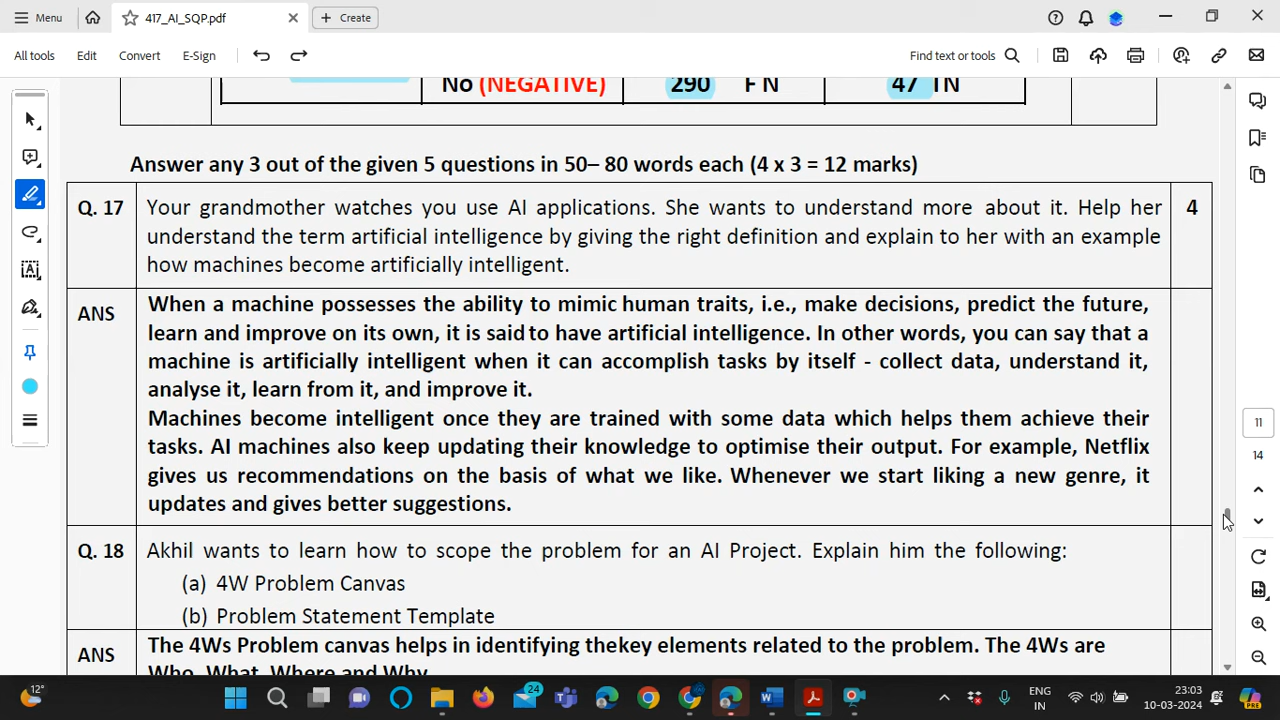 Menu
417_AI_SQP.pdf
Create
All tools
Edit
Convert
E-Sign
Find text or tools
No (NEGATIVE)
290 F N
47 TN
Answer any 3 out of the given 5 questions in 50– 80 words each (4 x 3 = 12 marks)
Q. 17
Your grandmother watches you use AI applications. She wants to understand more about it. Help her
understand the term artificial intelligence by giving the right definition and explain to her with an example
how machines become artificially intelligent.
4
ANS
When a machine possesses the ability to mimic human traits, i.e., make decisions, predict the future,
learn and improve on its own, it is said to have artificial intelligence. In other words, you can say that a
machine is artificially intelligent when it can accomplish tasks by itself - collect data, understand it,
analyse it, learn from it, and improve it.
Machines become intelligent once they are trained with some data which helps them achieve their
tasks. AI machines also keep updating their knowledge to optimise their output. For example, Netflix
gives us recommendations on the basis of what we like. Whenever we start liking a new genre, it
updates and gives better suggestions.
Q. 18
Akhil wants to learn how to scope the problem for an AI Project. Explain him the following:
(a) 4W Problem Canvas
(b) Problem Statement Template
ANS
The 4Ws Problem canvas helps in identifying thekey elements related to the problem. The 4Ws are
Who, What, Where and Why
11
14
12°
24
ENG
IN
23:03
10-03-2024
PRE